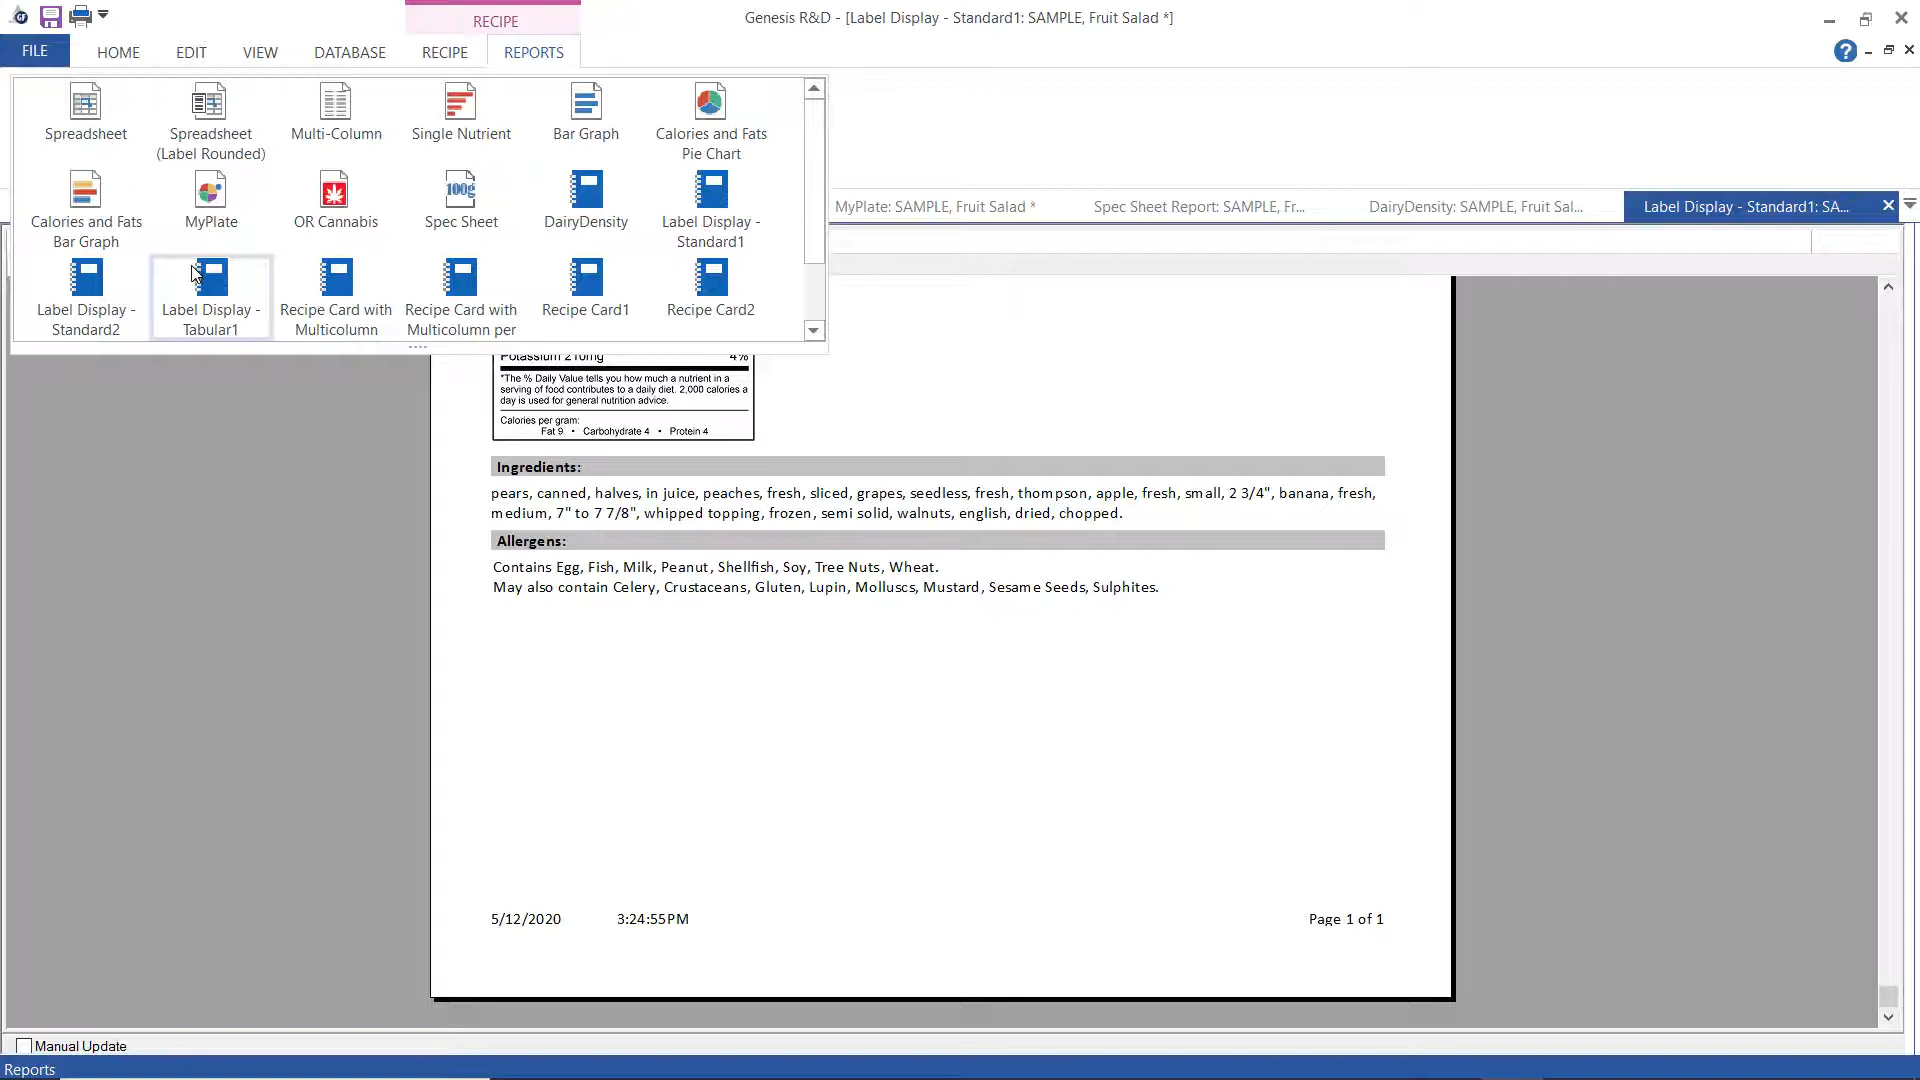 GF
RECIPE
Genesis R&D - [Label Display - Standard1: SAMPLE, Fruit Salad *]
FILE
HOME
EDIT
VIEW
DATABASE
RECIPE
REPORTS
?
Spreadsheet
Spreadsheet
(Label Rounded)
Multi-Column
Single Nutrient
Bar Graph
Calories and Fats
Pie Chart
Calories and Fats
Bar Graph
MyPlate
OR Cannabis
100g
Spec Sheet
DairyDensity
Label Display -
Standard1
Label Display -
Standard2
Label Display -
Tabular1
Recipe Card with
Multicolumn
Recipe Card with
Multicolumn per
Recipe Card1
Recipe Card2
MyPlate: SAMPLE, Fruit Salad *
Spec Sheet Report: SAMPLE, Fr...
DairyDensity: SAMPLE, Fruit Sal...
Label Display - Standard1: SA...
Potassium 210mg 4%
*The % Daily Value tells you how much a nutrient in a
serving of food contributes to a daily diet. 2,000 calories a
day is used for general nutrition advice.
Calories per gram:
Fat 9 • Carbohydrate 4 • Protein 4
Ingredients:
pears, canned, halves, in juice, peaches, fresh, sliced, grapes, seedless, fresh, thompson, apple, fresh, small, 2 3/4", banana, fresh,
medium, 7" to 7 7/8", whipped topping, frozen, semi solid, walnuts, english, dried, chopped.
Allergens:
Contains Egg, Fish, Milk, Peanut, Shellfish, Soy, Tree Nuts, Wheat.
May also contain Celery, Crustaceans, Gluten, Lupin, Molluscs, Mustard, Sesame Seeds, Sulphites.
5/12/2020 3:24:55PM Page 1 of 1
Manual Update
Reports